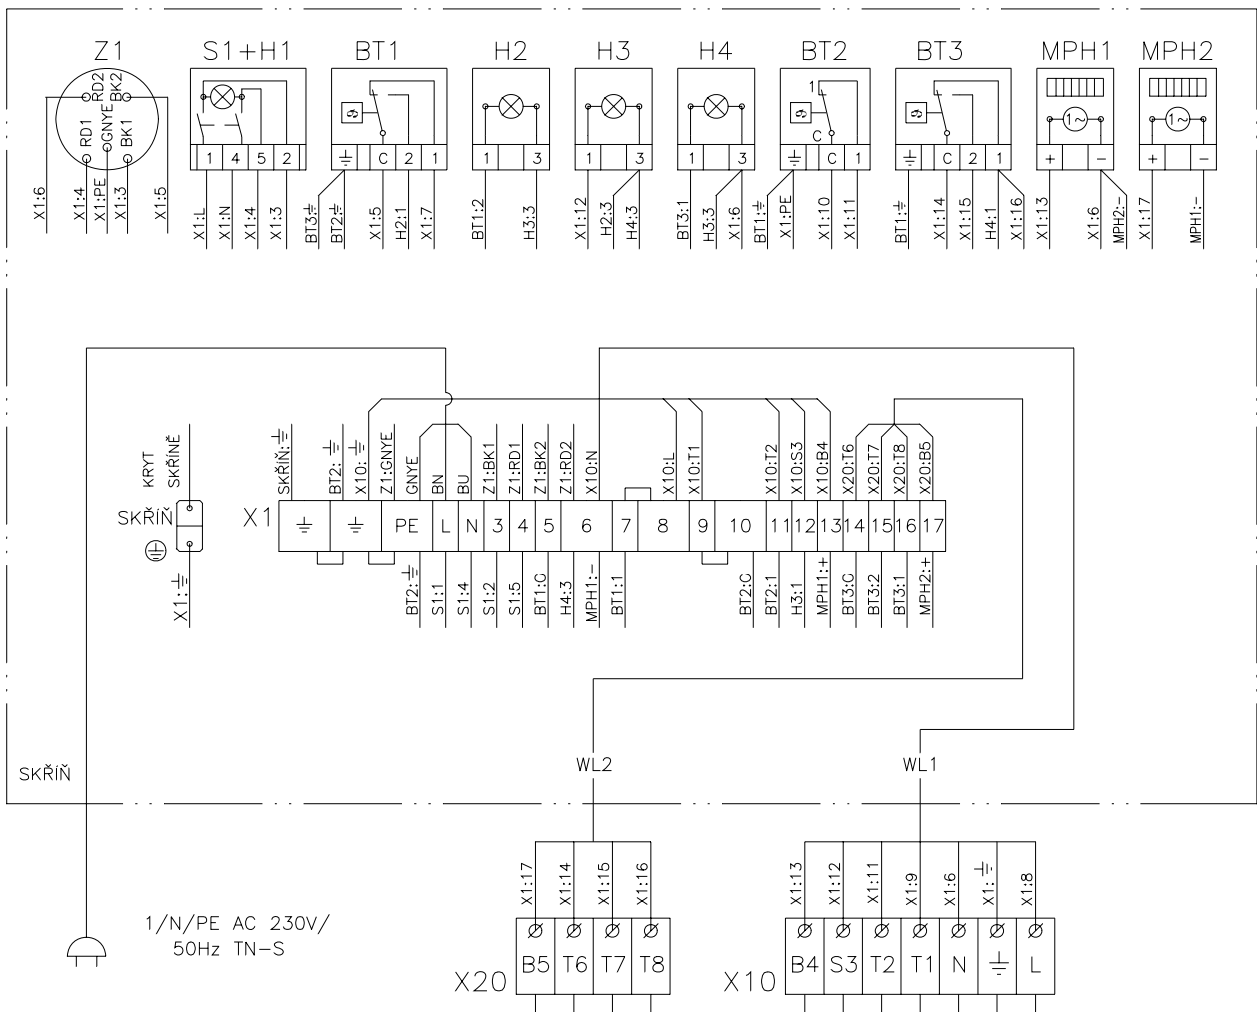 Z1
S1+H1
BT1
H2
H3
H4
BT2
BT3
MPH1
MPH2
RD2
BK2
RD1
GNYE
BK1
1 4 5 2
ϑ
C 2 1
1 3
1 3
1 3
1
ϑ
C
C 1
ϑ
C 2 1
1~
+ −
1~
+ −
X1:6
X1:4
X1:PE
X1:3
X1:5
X1:L
X1:N
X1:4
X1:3
BT3:⏚
BT2:⏚
X1:5
H2:1
X1:7
BT1:2
H3:3
X1:12
H2:3
H4:3
BT3:1
H3:3
X1:6
BT1:⏚
X1:PE
X1:10
X1:11
BT1:⏚
X1:14
X1:15
H4:1
X1:16
X1:13
X1:6
MPH2:-
X1:17
MPH1:-
KRYT
SKŘÍNĚ
SKŘÍŇ
X1:⏚
SKŘÍŇ:⏚
BT2:⏚
X10:⏚
Z1:GNYE
GNYE
BN
BU
Z1:BK1
Z1:RD1
Z1:BK2
Z1:RD2
X10:N
X10:L
X10:T1
X10:T2
X10:S3
X10:B4
X20:T6
X20:T7
X20:T8
X20:B5
X1
⏚ ⏚ PE L N 3 4 5 6 7 8 9 10 11 12 13 14 15 16 17
BT2:⏚
S1:1
S1:4
S1:2
S1:5
BT1:C
H4:3
MPH1:-
BT1:1
BT2:C
BT2:1
H3:1
MPH1:+
BT3:C
BT3:2
BT3:1
MPH2:+
WL2
WL1
SKŘÍŇ
X1:17
X1:14
X1:15
X1:16
X1:13
X1:12
X1:11
X1:9
X1:6
X1:⏚
X1:8
1/N/PE AC 230V/
50Hz TN-S
X20
B5 T6 T7 T8
X10
B4 S3 T2 T1 N ⏚ L